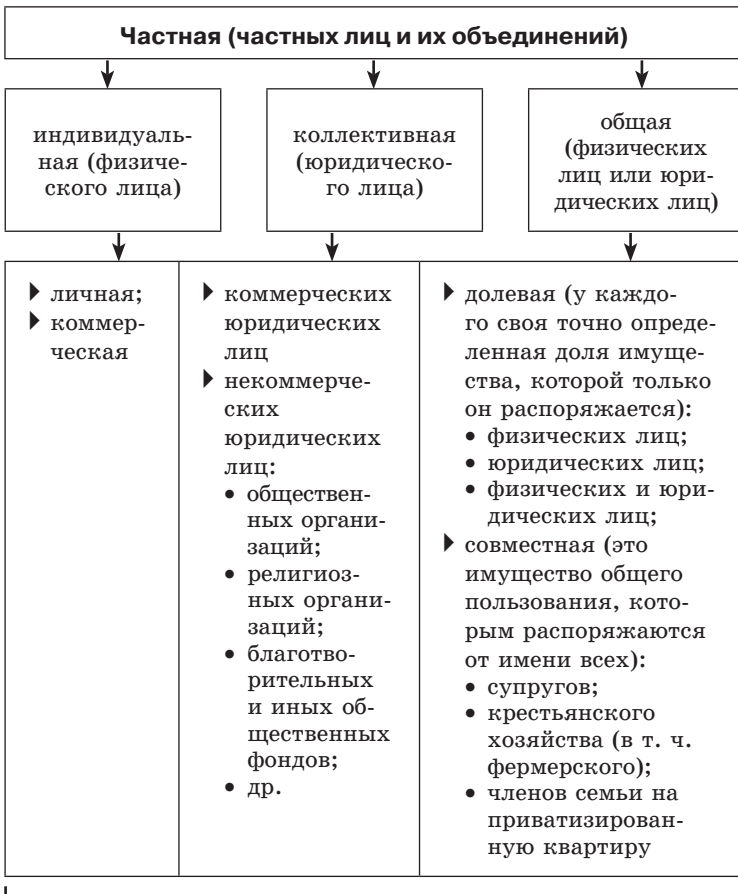 Частная (частных лиц и их объединений)
индивидуаль-
ная (физиче-
ского лица)
коллективная
(юридическо-
го лица)
общая
(физических
лиц или юри-
дических лиц)
личная;
коммер-
ческая
коммерческих
юридических
лиц
некоммерче-
ских
юридических
лиц:
• обществен-
ных органи-
заций;
• религиоз-
ных органи-
заций;
• благотво-
рительных
и иных об-
щественных
фондов;
• др.
долевая (у каждо-
го своя точно опреде-
ленная доля имуще-
ства, которой только
он распоряжается):
• физических лиц;
• юридических лиц;
• физических и юри-
дических лиц;
совместная (это
имущество общего
пользования, кото-
рым распоряжаются
от имени всех):
• супругов;
• крестьянского
хозяйства (в т. ч.
фермерского);
• членов семьи на
приватизирован-
ную квартиру